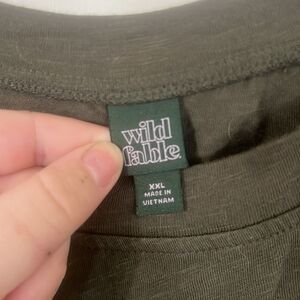 wild
fable.
XXL
MADE IN
VIETNAM